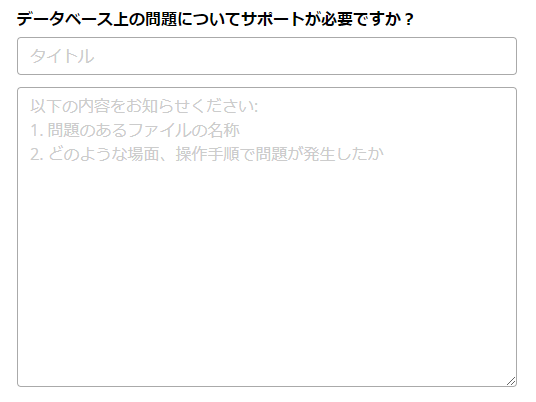 データベース上の問題についてサポートが必要ですか？
タイトル
以下の内容をお知らせください:
1. 問題のあるファイルの名称
2. どのような場面、操作手順で問題が発生したか